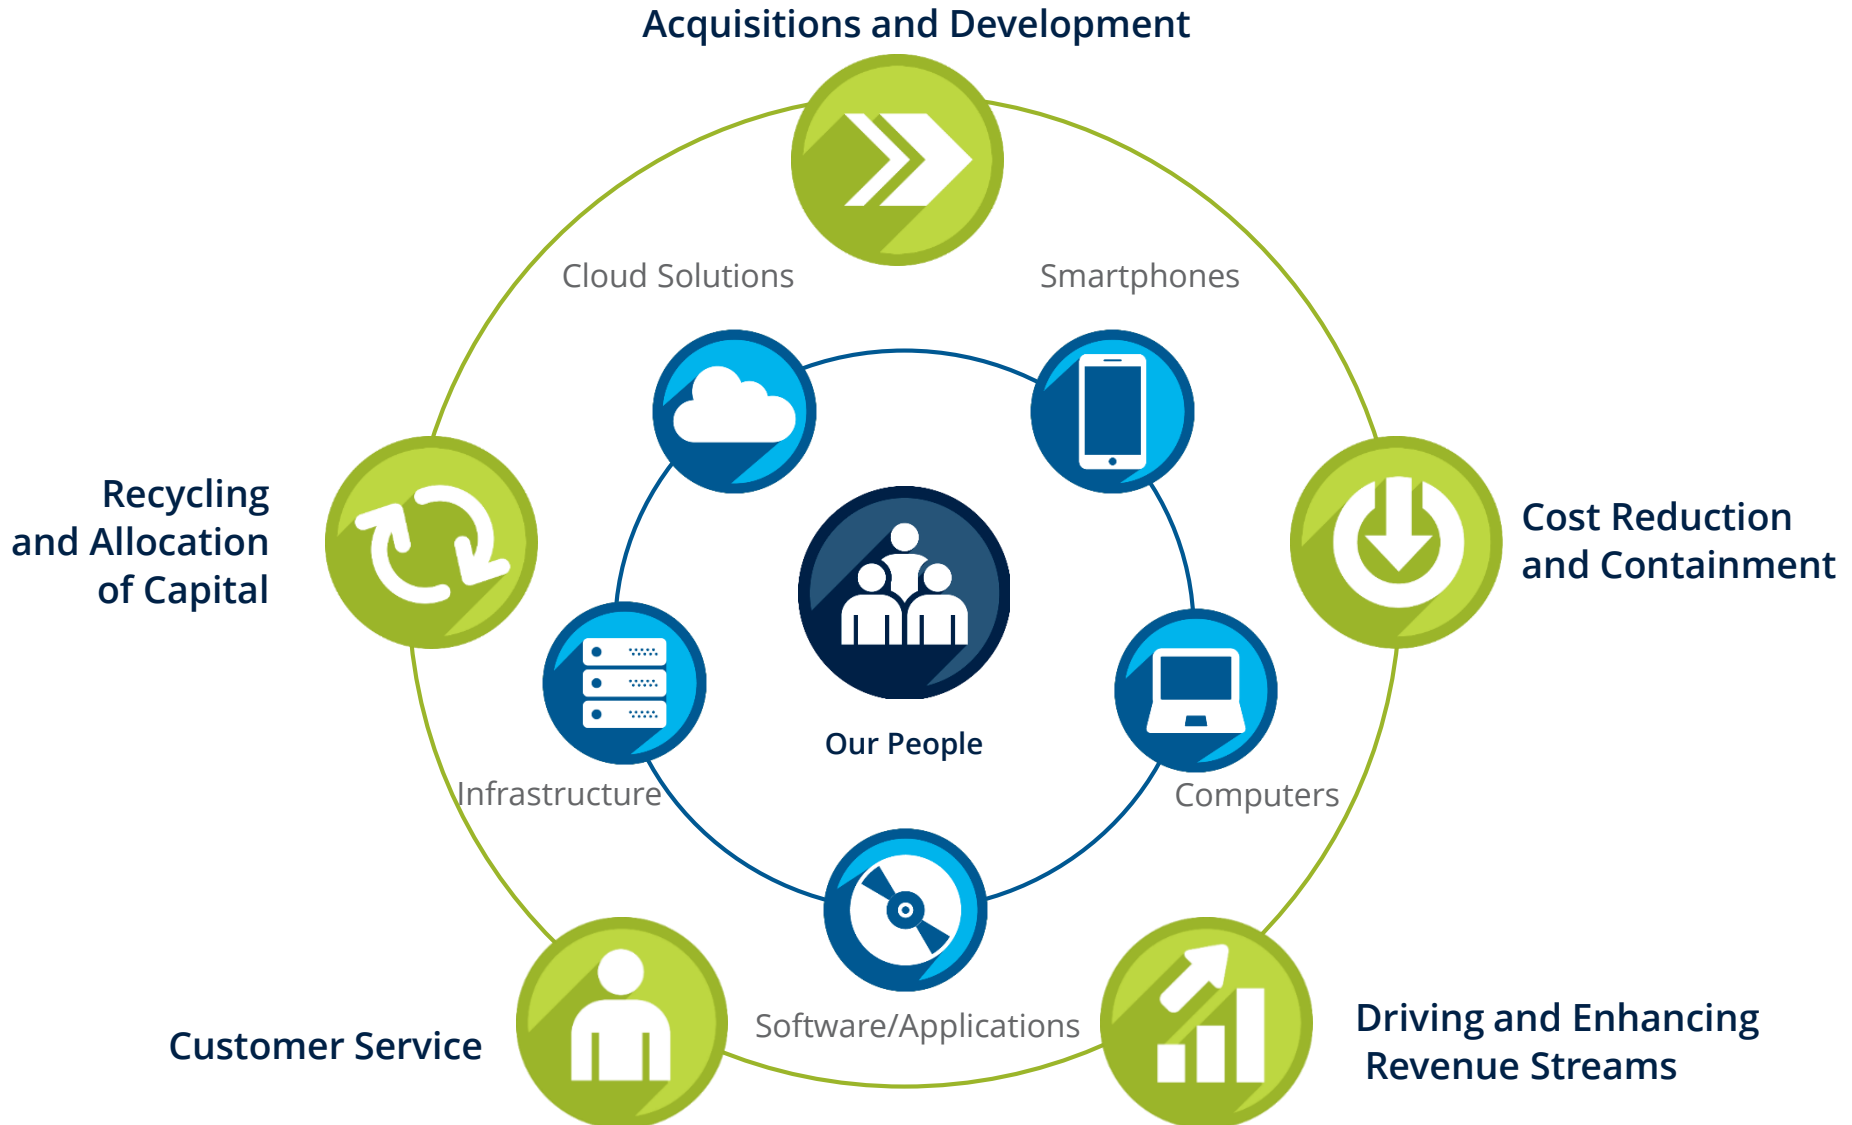 Acquisitions and Development
Cloud Solutions
Smartphones
Recycling
and Allocation
of Capital
Cost Reduction
and Containment
Our People
Infrastructure
Computers
Software/Applications
Customer Service
Driving and Enhancing
Revenue Streams